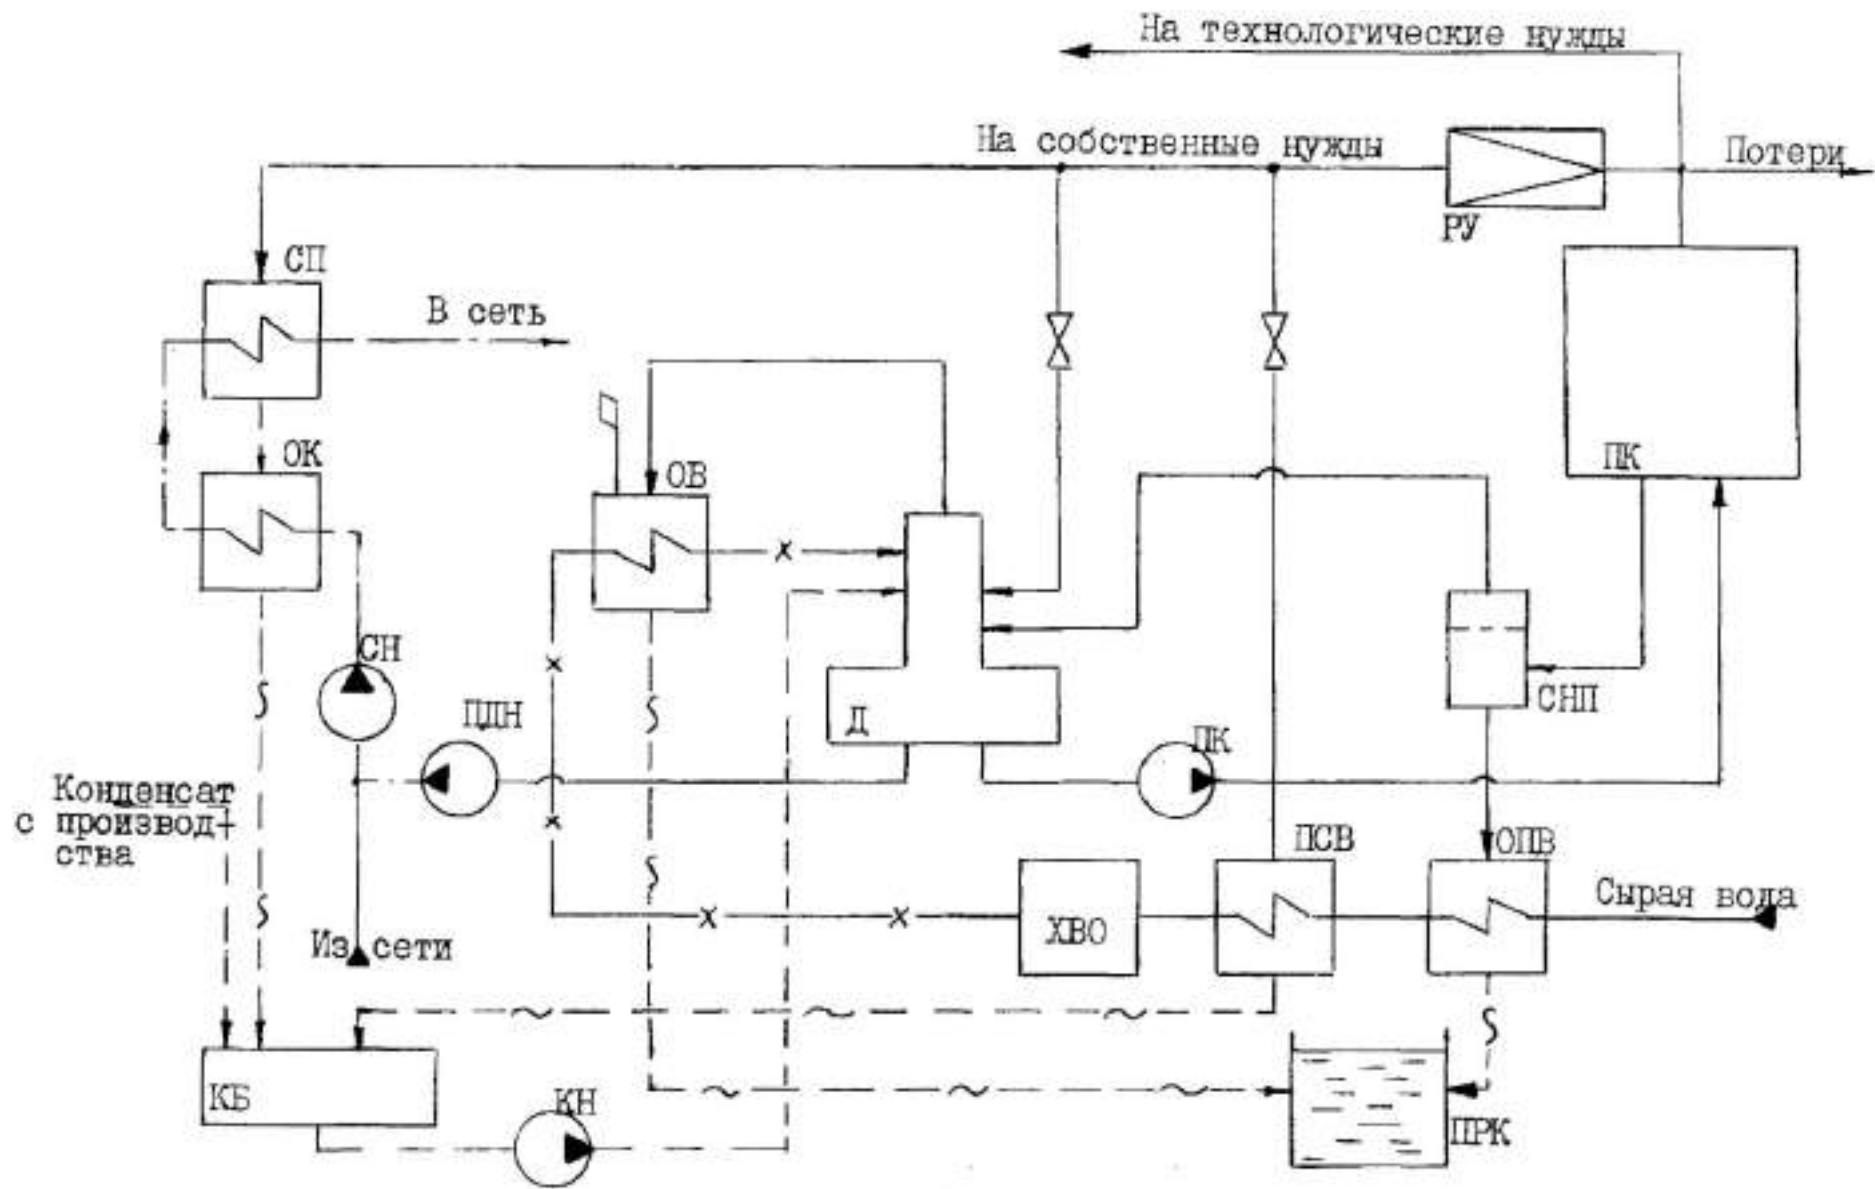 На технологические нужды
На собственные нужды
Потери
РУ
СП
В сеть
ОК
ОВ
ПК
СН
ПДН
Д
ПК
СНП
Конденсат
с производ-
ства
ПСВ
ОПВ
Сырая вода
ХВО
Из сети
КБ
КН
ПРК